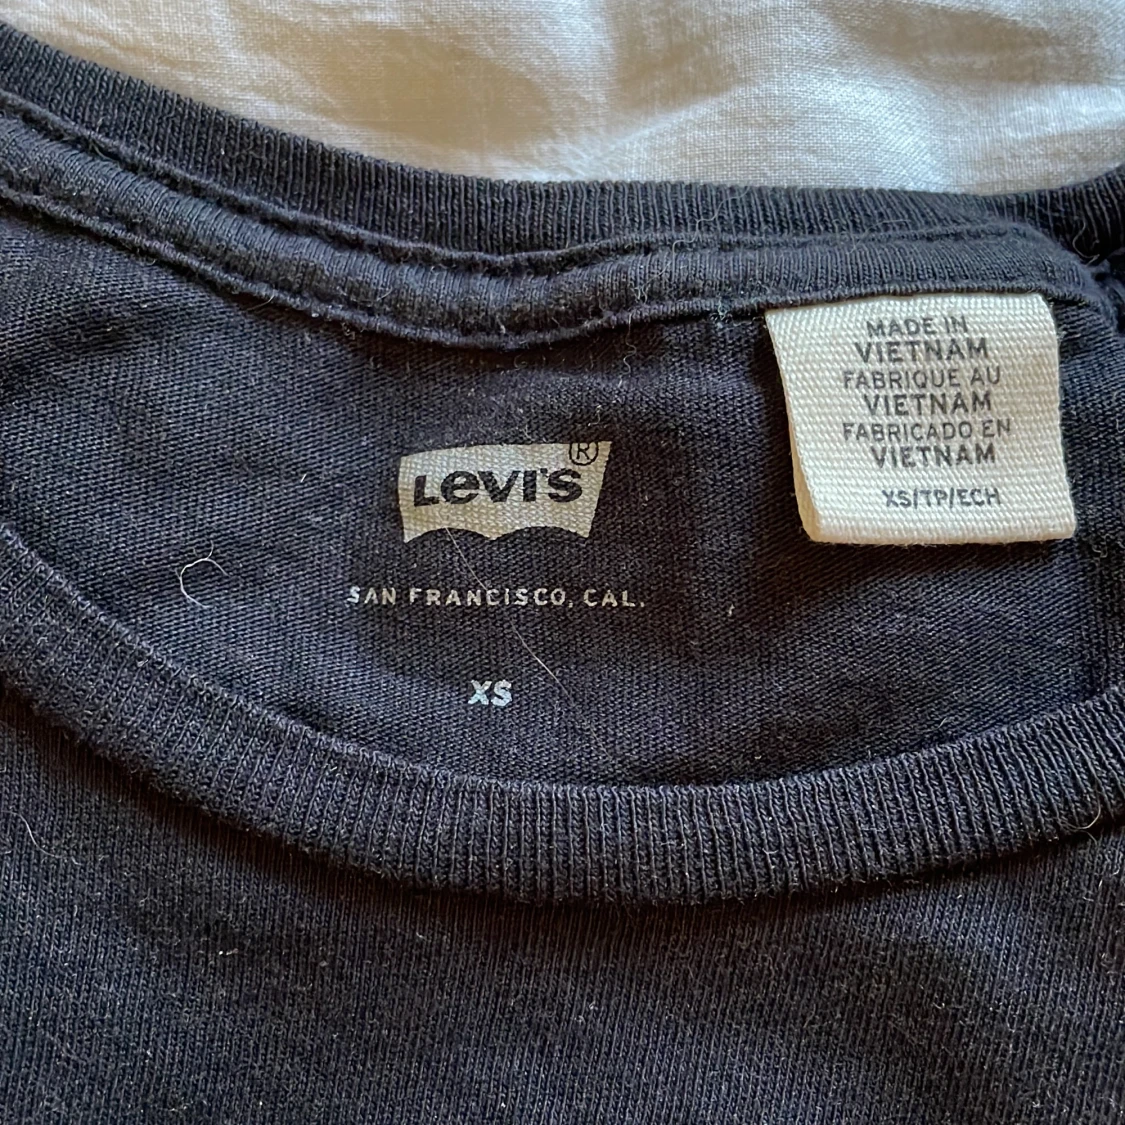 MADE IN
VIETNAM
FABRIQUE AU
VIETNAM
FABRICADO EN
VIETNAM
XS/TP/ECH
Levi's®
SAN FRANCISCO, CAL.
XS